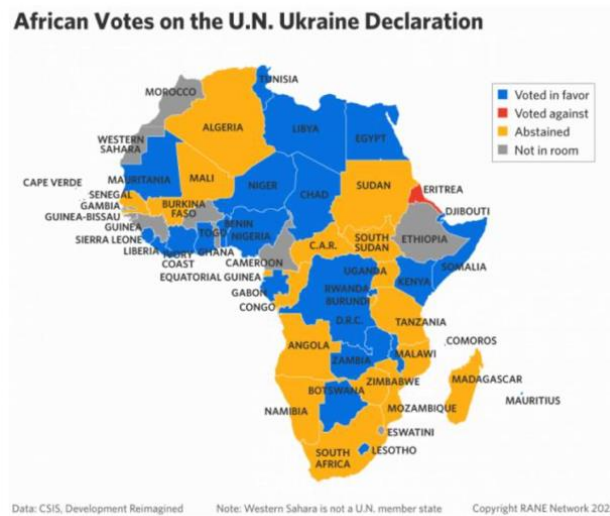 African Votes on the U.N. Ukraine Declaration
Voted in favor
Voted against
Abstained
Not in room
TUNISIA
MOROCCO
ALGERIA
LIBYA
EGYPT
WESTERN
SAHARA
CAPE VERDE
MAURITANIA
MALI
NIGER
CHAD
SUDAN
ERITREA
SENEGAL
GAMBIA
GUINEA-BISSAU
GUINEA
SIERRA LEONE
LIBERIA
BURKINA
FASO
IVORY
COAST
GHANA
TOGO
BENIN
NIGERIA
CAMEROON
C.A.R.
SOUTH
SUDAN
ETHIOPIA
DJIBOUTI
SOMALIA
EQUATORIAL GUINEA
GABON
CONGO
UGANDA
RWANDA
BURUNDI
D.R.C.
KENYA
TANZANIA
COMOROS
ANGOLA
ZAMBIA
MALAWI
ZIMBABWE
MADAGASCAR
MAURITIUS
BOTSWANA
NAMIBIA
MOZAMBIQUE
ESWATINI
SOUTH
AFRICA
LESOTHO
Data: CSIS, Development Reimagined Note: Western Sahara is not a U.N. member state Copyright RANE Network 202